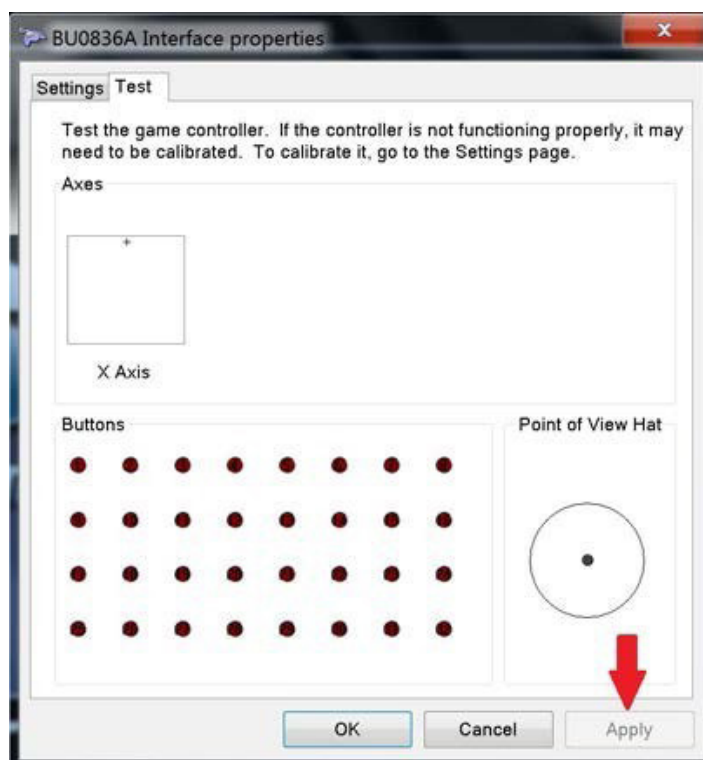 BU0836A Interface properties
x
Settings Test
Test the game controller. If the controller is not functioning properly, it may
need to be calibrated. To calibrate it, go to the Settings page.
Axes
X Axis
Buttons
Point of View Hat
OK Cancel Apply